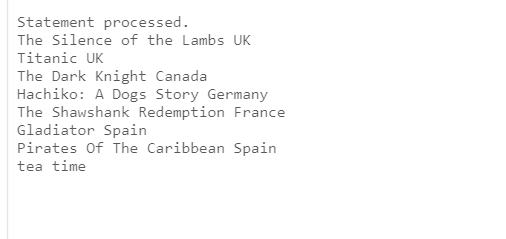 Statement processed.
The Silence of the Lambs UK
Titanic UK
The Dark Knight Canada
Hachiko: A Dogs Story Germany
The Shawshank Redemption France
Gladiator Spain
Pirates Of The Caribbean Spain
tea time